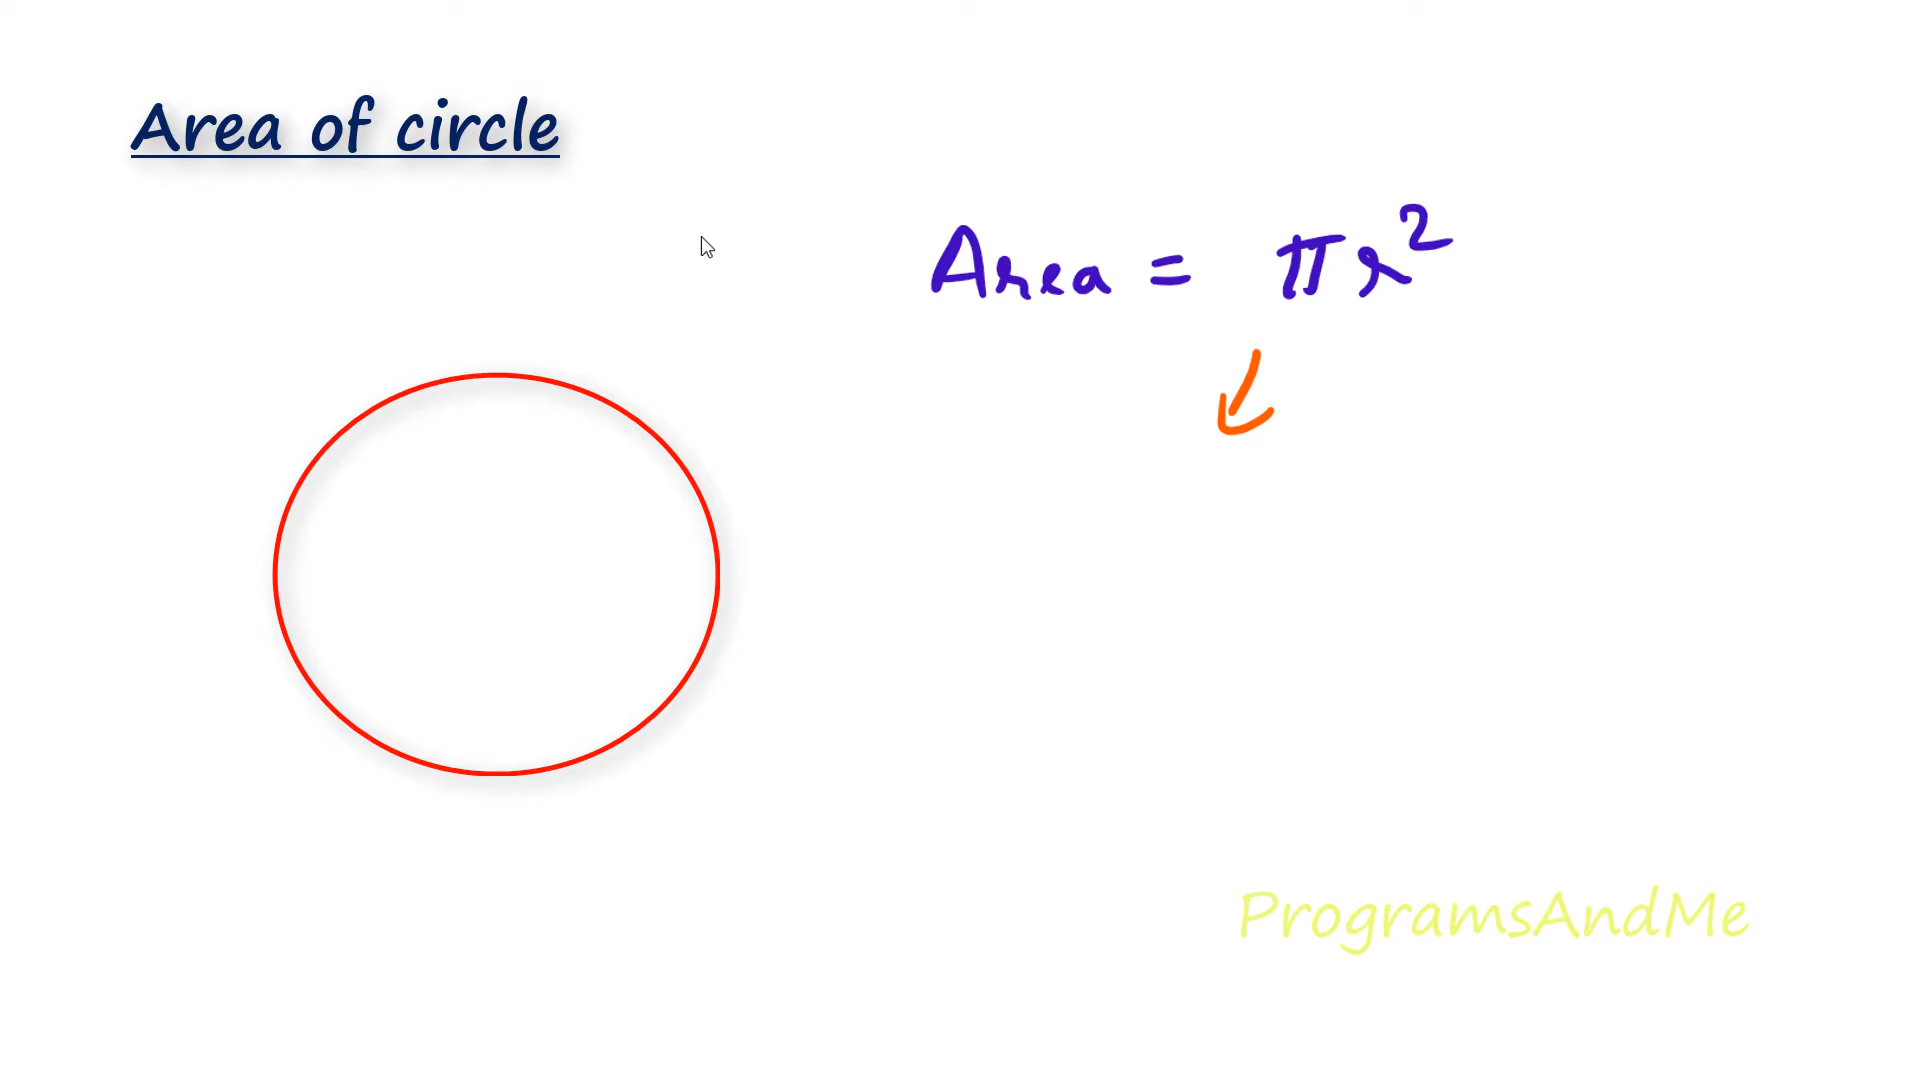 Area of circle
Area = πr²
ProgramsAndMe